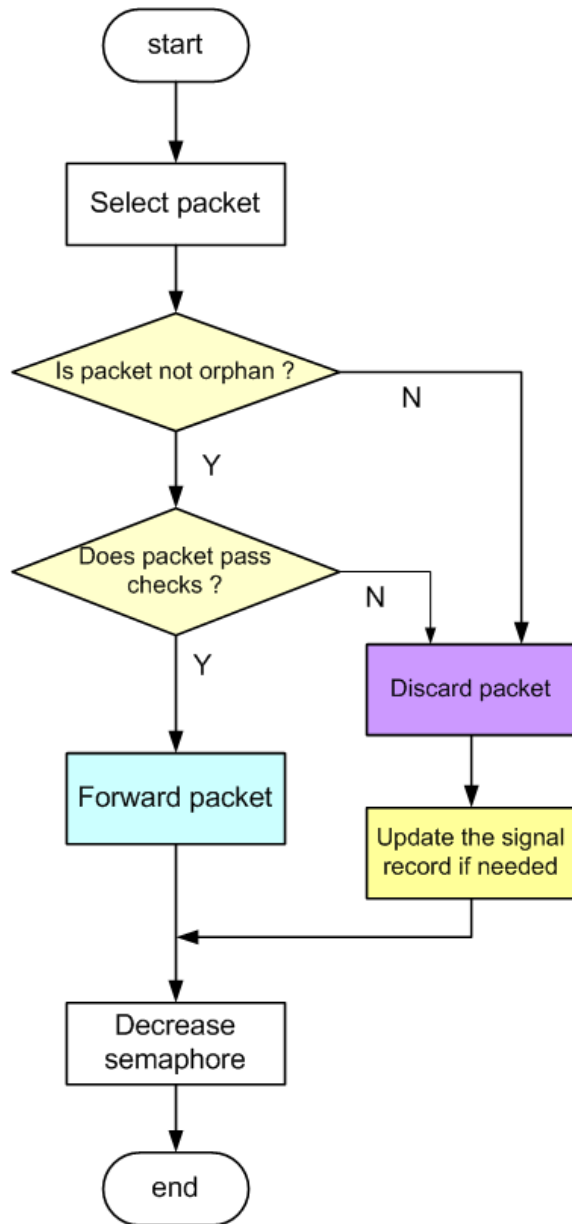 start
Select packet
Is packet not orphan ?
N
Y
Does packet pass
checks ?
N
Y
Discard packet
Forward packet
Update the signal
record if needed
Decrease
semaphore
end